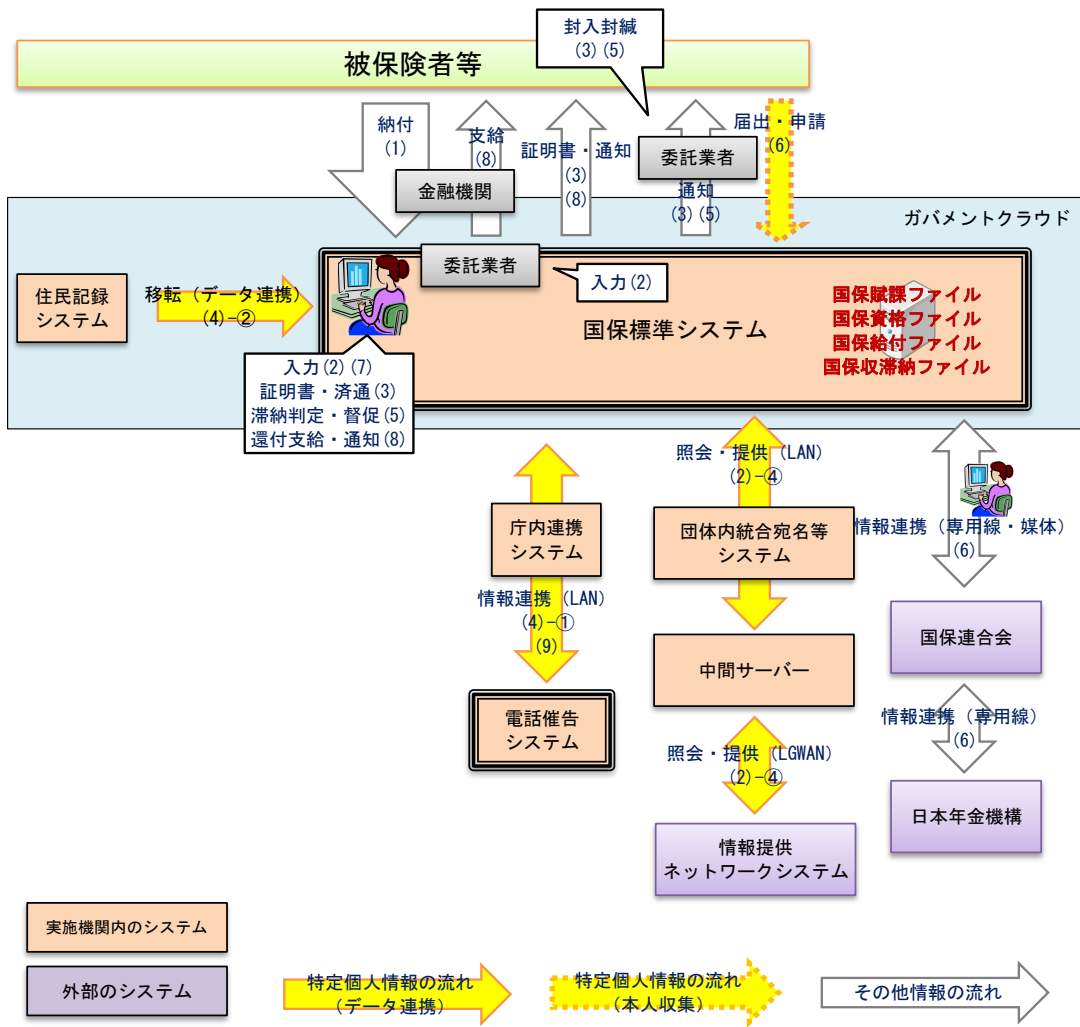 封入封緘
(3)(5)
被保険者等
納付
(1)
支給
(8)
証明書・通知
(3)
(8)
委託業者
通知
(3)(5)
届出・申請
(6)
金融機関
ガバメントクラウド
住民記録
システム
移転（データ連携）
(4)-②
委託業者
入力(2)
国保標準システム
国保賦課ファイル
国保資格ファイル
国保給付ファイル
国保収滞納ファイル
入力(2)(7)
証明書・済通(3)
滞納判定・督促(5)
還付支給・通知(8)
庁内連携
システム
情報連携（LAN）
(4)-①
(9)
電話催告
システム
照会・提供（LAN）
(2)-④
団体内統合宛名等
システム
中間サーバー
照会・提供（LGWAN）
(2)-④
情報提供
ネットワークシステム
情報連携（専用線・媒体）
(6)
国保連合会
情報連携（専用線）
(6)
日本年金機構
実施機関内のシステム
外部のシステム
特定個人情報の流れ
（データ連携）
特定個人情報の流れ
（本人収集）
その他情報の流れ